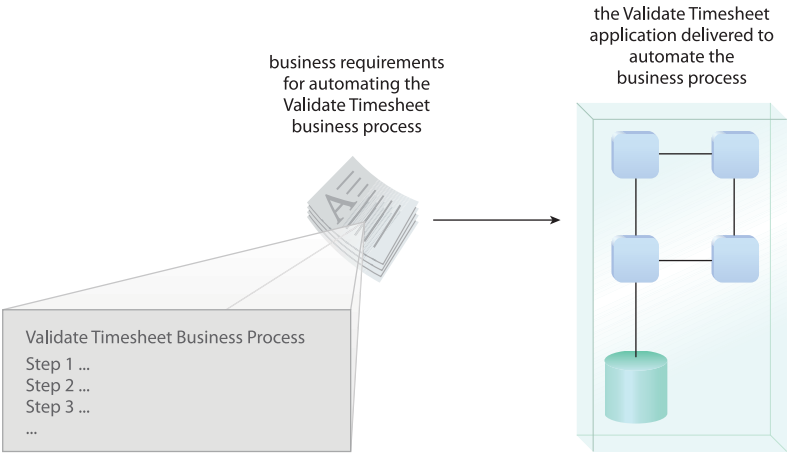 business requirements
for automating the
Validate Timesheet
business process
the Validate Timesheet
application delivered to
automate the
business process
A
Validate Timesheet Business Process
Step 1 ...
Step 2 ...
Step 3 ...
...